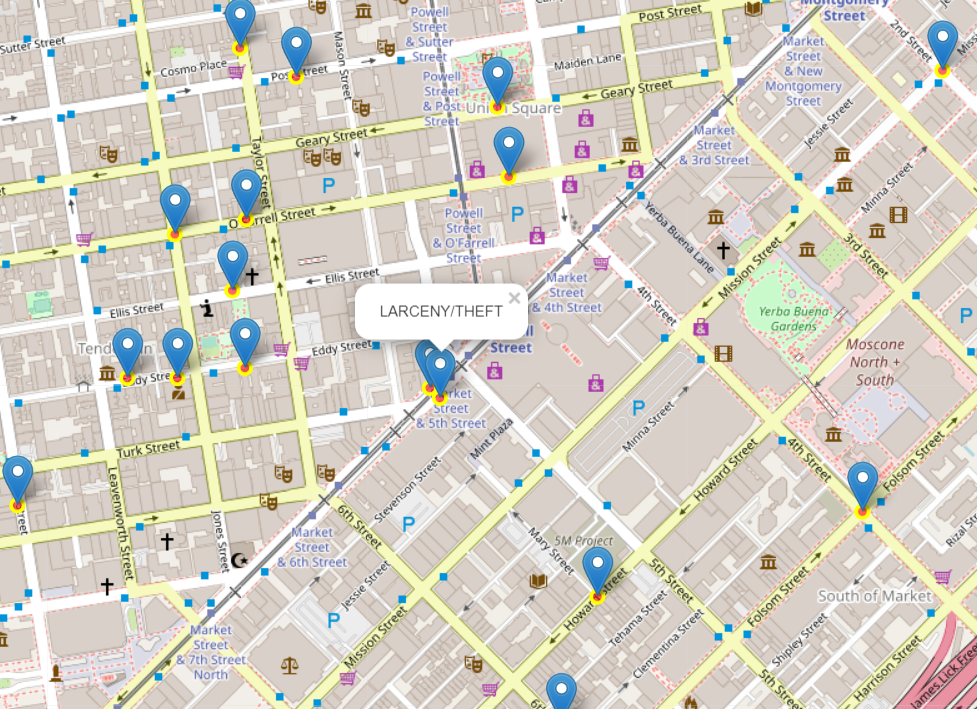 Montgomery
Street
Post Street
2nd Street
Powell
Street
& Sutter
Street
Sutter Street
Cosmo Place
Mason Street
Post Street
Maiden Lane
Market
Street
& New
Montgomery
Street
Powell
Street
& Post
Street
Union Square
Geary Street
Geary Street
Jessie Street
Market
Street
& 3rd Street
Taylor Street
Minna Street
O'Farrell Street
Powell
Street
& O'Farrell
Street
Yerba Buena Lane
Mission Street
3rd Street
Ellis Street
Ellis Street
Market
Street
& 4th Street
4th Street
Yerba Buena
Gardens
LARCENY/THEFT
×
Street
Eddy Street
Eddy Street
Moscone
North +
South
Market
Street
& 5th Street
Mint Plaza
Minna Street
Turk Street
Leavenworth Street
Jones Street
Stevenson Street
Howard Street
4th Street
Folsom Street
6th Street
Market
Street
& 6th Street
Mary Street
5M Project
5th Street
Jessie Street
Mission Street
Howard Street
Tehama Street
Clementina Street
Folsom Street
Shipley Street
South of Market
Harrison Street
5th Street
Market
Street
& 7th Street
North
P
P
P
P
P
P